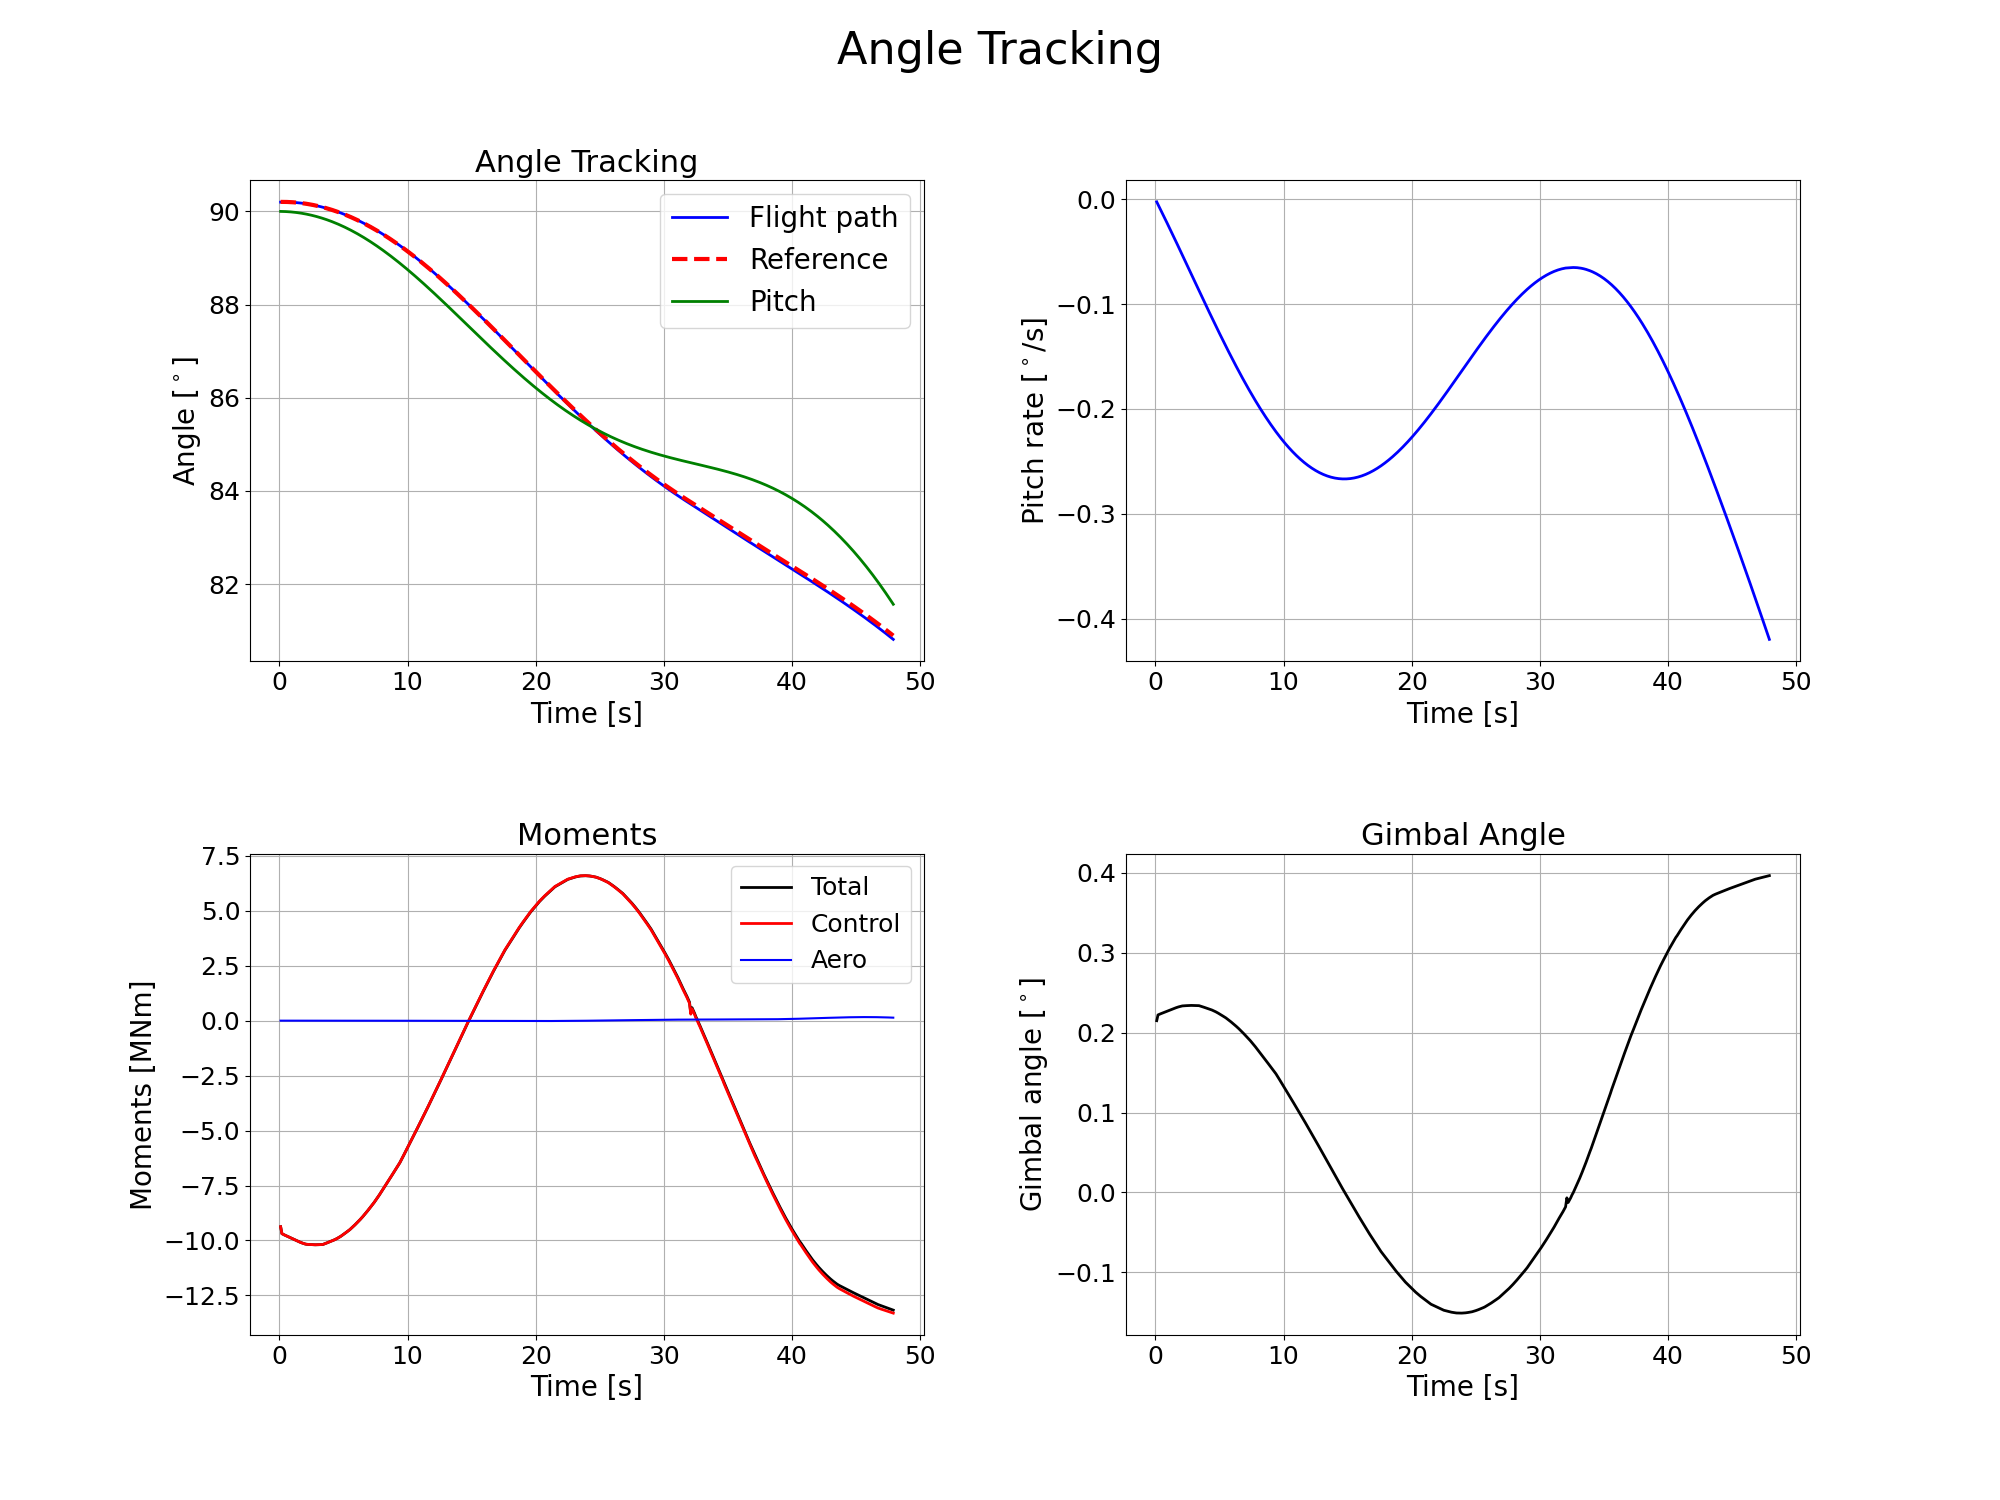 Angle Tracking
Angle Tracking
90
88
86
84
82
0 10 20 30 40 50
Angle [°]
Time [s]
Flight path
Reference
Pitch
0.0
−0.1
−0.2
−0.3
−0.4
0 10 20 30 40 50
Pitch rate [°/s]
Time [s]
Moments
7.5
5.0
2.5
0.0
−2.5
−5.0
−7.5
−10.0
−12.5
0 10 20 30 40 50
Moments [MNm]
Time [s]
Total
Control
Aero
Gimbal Angle
0.4
0.3
0.2
0.1
0.0
−0.1
0 10 20 30 40 50
Gimbal angle [°]
Time [s]